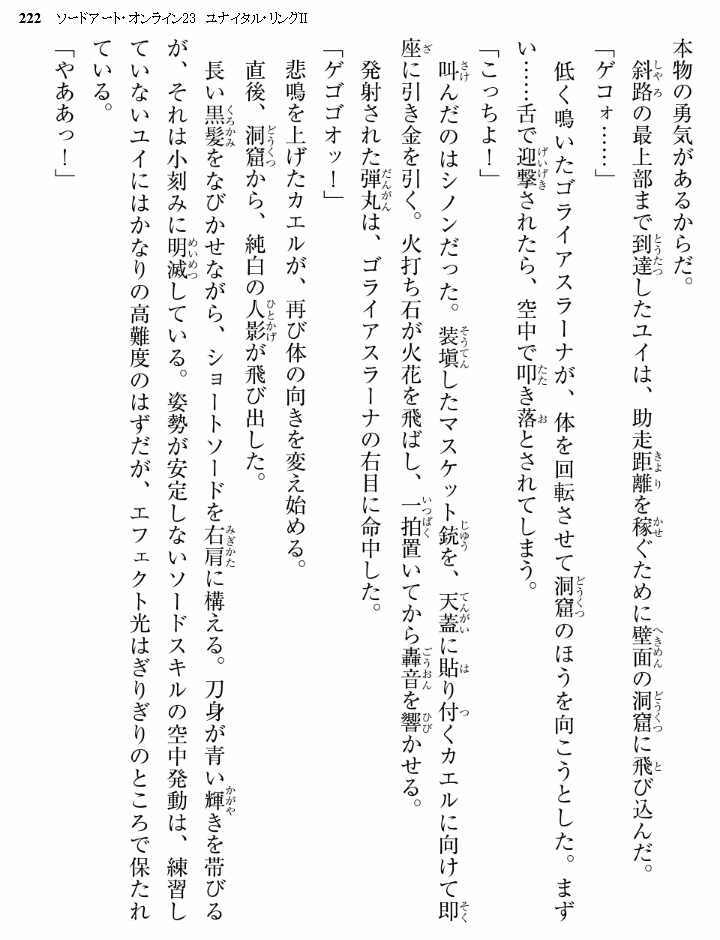 222 ソードアート・オンライン23 ユナイタル・リングII
本物の勇気があるからだ。
斜路の最上部まで到達したユイは、助走距離を稼ぐために壁面の洞窟に飛び込んだ。
「ゲコォ……」
低く鳴いたゴライアスラーナが、体を回転させて洞窟のほうを向こうとした。まず
い……舌で迎撃されたら、空中で叩き落とされてしまう。
「こっちよ！」
叫んだのはシノンだった。装塡したマスケット銃を、天蓋に貼り付くカエルに向けて即
座に引き金を引く。火打ち石が火花を飛ばし、一拍置いてから轟音を響かせる。
発射された弾丸は、ゴライアスラーナの右目に命中した。
「ゲゴゴオッ！」
悲鳴を上げたカエルが、再び体の向きを変え始める。
直後、洞窟から、純白の人影が飛び出した。
長い黒髪をなびかせながら、ショートソードを右肩に構える。刀身が青い輝きを帯びる
が、それは小刻みに明滅している。姿勢が安定しないソードスキルの空中発動は、練習し
ていないユイにはかなりの高難度のはずだが、エフェクト光はぎりぎりのところで保たれ
ている。
「やああっ！」